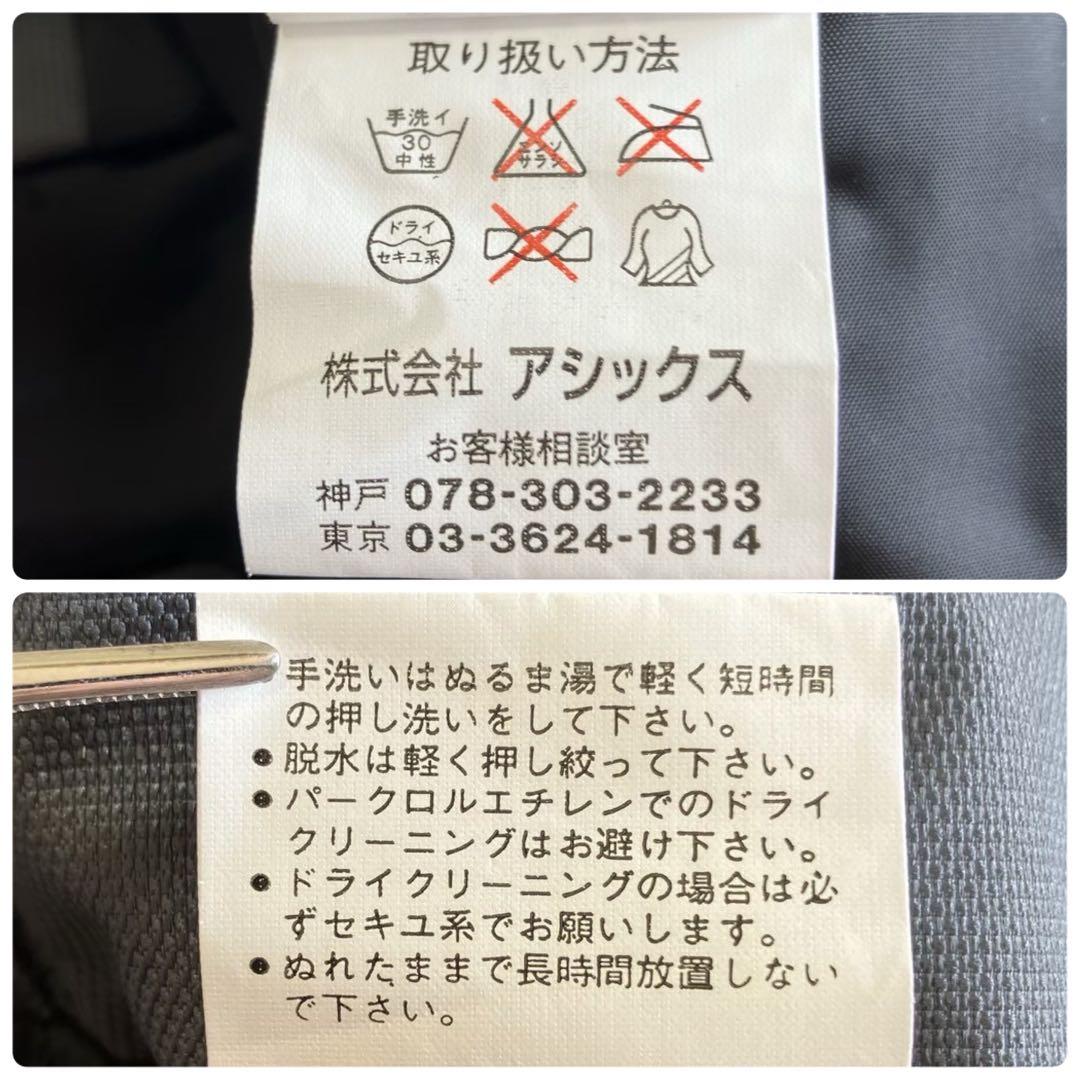 取り扱い方法
手洗イ
30
中性
エンソ
サラシ
ドライ
セキユ系
株式会社 アシックス
お客様相談室
神戸 078-303-2233
東京 03-3624-1814
手洗いはぬるま湯で軽く短時間
の押し洗いをして下さい。
●脱水は軽く押し絞って下さい。
●パークロルエチレンでのドライ
クリーニングはお避け下さい。
●ドライクリーニングの場合は必
ずセキユ系でお願いします。
●ぬれたままで長時間放置しない
で下さい。